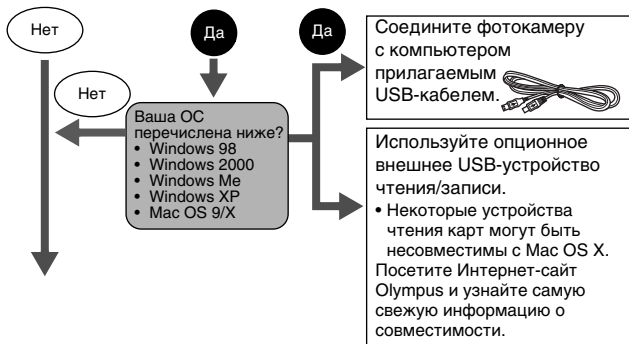 Нет
Да
Да
Нет
Ваша ОС
перечислена ниже?
• Windows 98
• Windows 2000
• Windows Me
• Windows XP
• Mac OS 9/X
Соедините фотокамеру
с компьютером
прилагаемым
USB-кабелем.
Используйте опционное
внешнее USB-устройство
чтения/записи.
• Некоторые устройства
чтения карт могут быть
несовместимы с Mac OS X.
Посетите Интернет-сайт
Olympus и узнайте самую
свежую информацию о
совместимости.